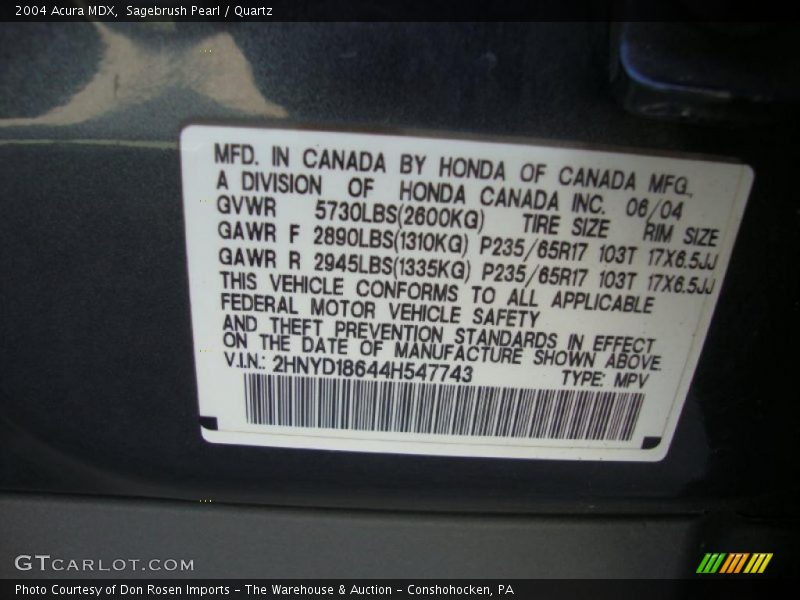 2004 Acura MDX, Sagebrush Pearl / Quartz
MFD. IN CANADA BY HONDA OF CANADA MFG.,
A DIVISION OF HONDA CANADA INC. 06/04
GVWR 5730LBS(2600KG) TIRE SIZE RIM SIZE
GAWR F 2890LBS(1310KG) P235/65R17 103T 17X6.5JJ
GAWR R 2945LBS(1335KG) P235/65R17 103T 17X6.5JJ
THIS VEHICLE CONFORMS TO ALL APPLICABLE
FEDERAL MOTOR VEHICLE SAFETY
AND THEFT PREVENTION STANDARDS IN EFFECT
ON THE DATE OF MANUFACTURE SHOWN ABOVE.
V.I.N.: 2HNYD18644H547743 TYPE: MPV
GTCARLOT.COM
Photo Courtesy of Don Rosen Imports - The Warehouse & Auction - Conshohocken, PA